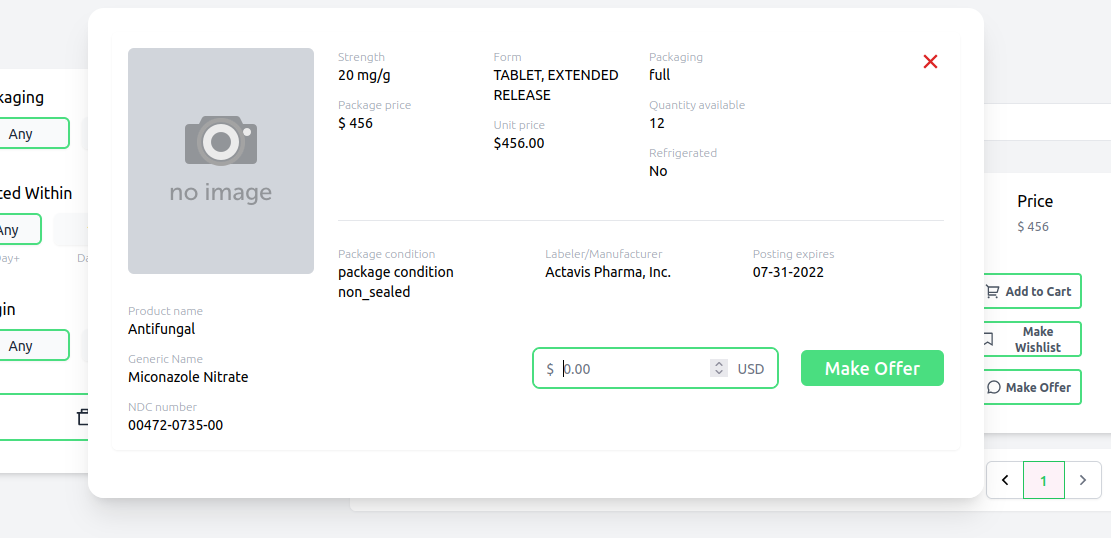 kaging
Any
ted Within
Any
Day+
Da
gin
Any
no image
Product name
Antifungal
Generic Name
Miconazole Nitrate
NDC number
00472-0735-00
Strength
20 mg/g
Package price
$ 456
Form
TABLET, EXTENDED
RELEASE
Unit price
$456.00
Packaging
full
Quantity available
12
Refrigerated
No
Package condition
package condition
non_sealed
Labeler/Manufacturer
Actavis Pharma, Inc.
Posting expires
07-31-2022
$ 0.00 USD
Make Offer
Price
$ 456
Add to Cart
Make
Wishlist
Make Offer
1